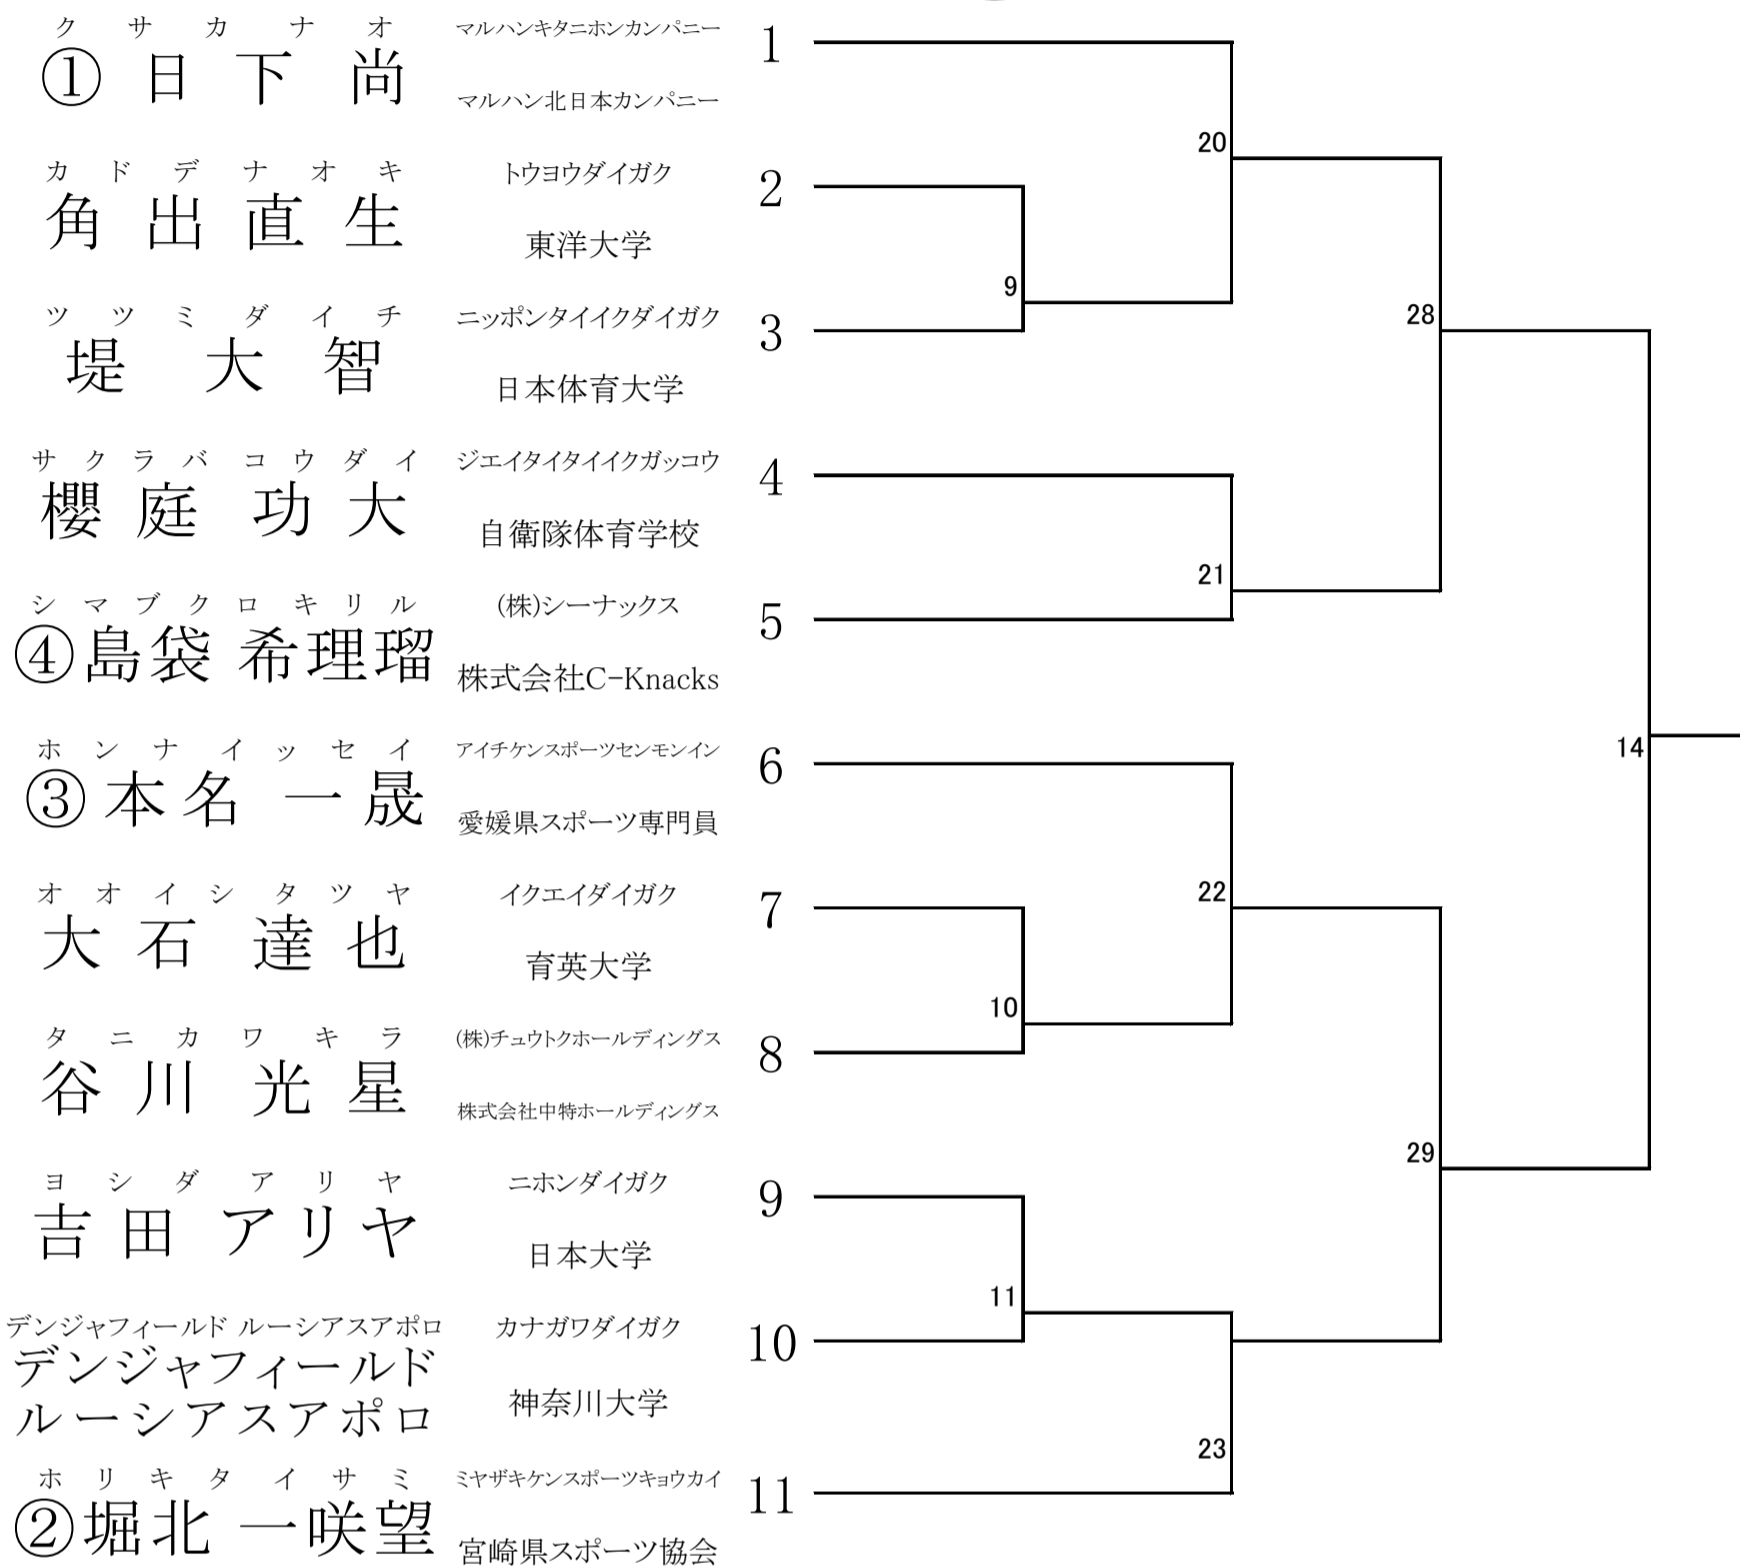 クサカ ナオ マルハンキタニホンカンパニー
① 日下 尚 マルハン北日本カンパニー 1
20
カドデ ナオキ トウヨウダイガク
角出 直生 東洋大学 2
9
ツツミ ダイチ ニッポンタイイクダイガク
堤 大智 日本体育大学 3
28
サクラバ コウダイ ジエイタイタイイクガッコウ
櫻庭 功大 自衛隊体育学校 4
21
シマブクロ キリル (株)シーナックス
④ 島袋 希理瑠 株式会社C-Knacks 5
14
ホンナ イッセイ アイチケンスポーツセンモンイン
③ 本名 一晟 愛媛県スポーツ専門員 6
22
オオイシ タツヤ イクエイダイガク
大石 達也 育英大学 7
10
タニカワ キラ (株)チュウトクホールディングス
谷川 光星 株式会社中特ホールディングス 8
29
ヨシダ アリヤ ニホンダイガク
吉田 アリヤ 日本大学 9
11
デンジャフィールド ルーシアスアポロ カナガワダイガク
デンジャフィールド
ルーシアスアポロ 神奈川大学 10
23
ホリキタ イサミ ミヤザキケンスポーツキョウカイ
② 堀北 一咲望 宮崎県スポーツ協会 11